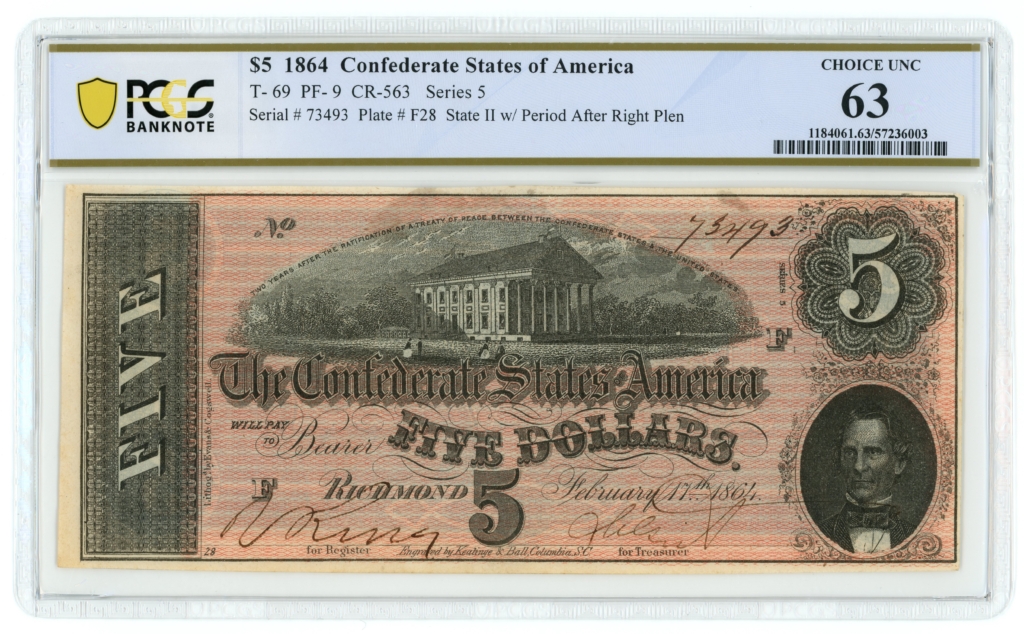 $5 1864 Confederate States of America
T- 69 PF- 9 CR-563 Series 5
Serial # 73493 Plate # F28 State II w/ Period After Right Plen
PCGS
BANKNOTE
CHOICE UNC
63
1184061.63/57236003
FIVE
No
TWO YEARS AFTER THE RATIFICATION OF A TREATY OF PEACE BETWEEN THE CONFEDERATE STATES & THE UNITED STATES
73493
SERIES 5
5
F
The Confederate States America
WILL PAY
TO
Bearer
FIVE DOLLARS.
F
RICHMOND
5
February 17th 1864.
28
for Register
Engraved by Keatinge & Ball, Columbia, S.C
for Treasurer